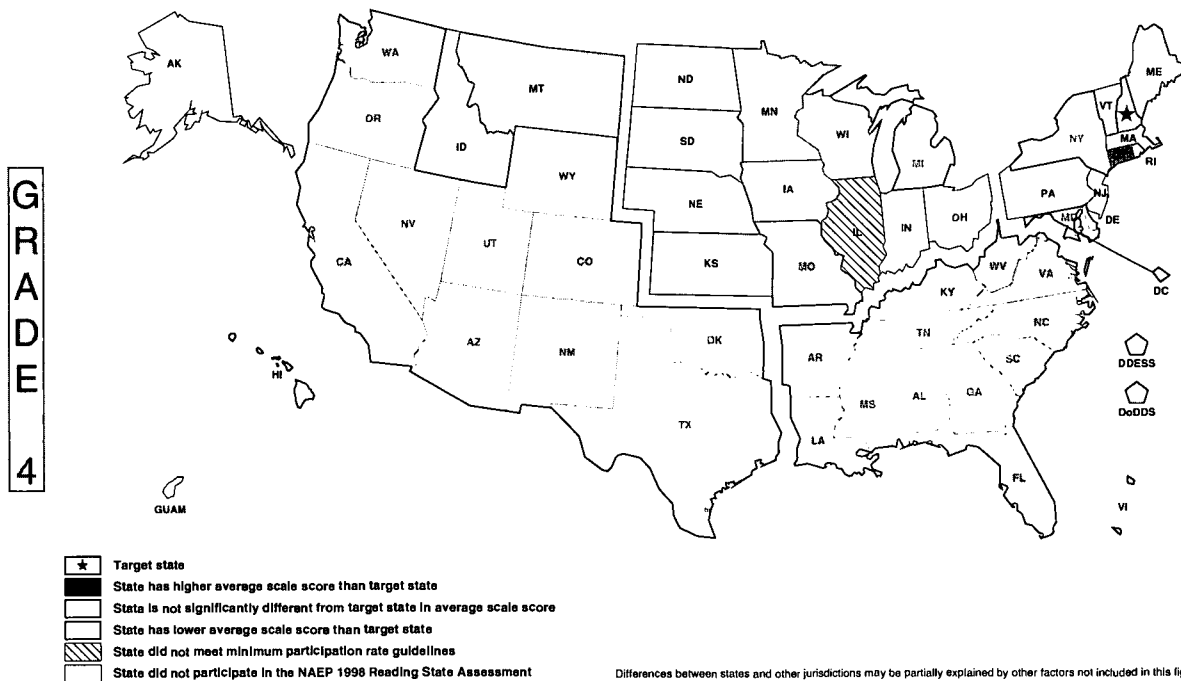 GRADE 4
AK
WA
OR
CA
NV
ID
MT
WY
UT
CO
AZ
NM
HI
GUAM
ND
SD
NE
KS
OK
TX
MN
IA
MO
WI
IL
MI
IN
OH
AR
LA
KY
TN
MS
AL
GA
FL
SC
NC
VA
WV
PA
NY
NJ
DE
MD
DC
VT
ME
MA
RI
DDESS
DoDDS
VI
Target state
State has higher average scale score than target state
Stata is not significantly different from target state in average scale score
State has lower average scale score than target state
State did not meet minimum participation rate guidelines
State did not participate in the NAEP 1998 Reading State Assessment
Differences between states and other jurisdictions may be partially explained by other factors not included in this fig